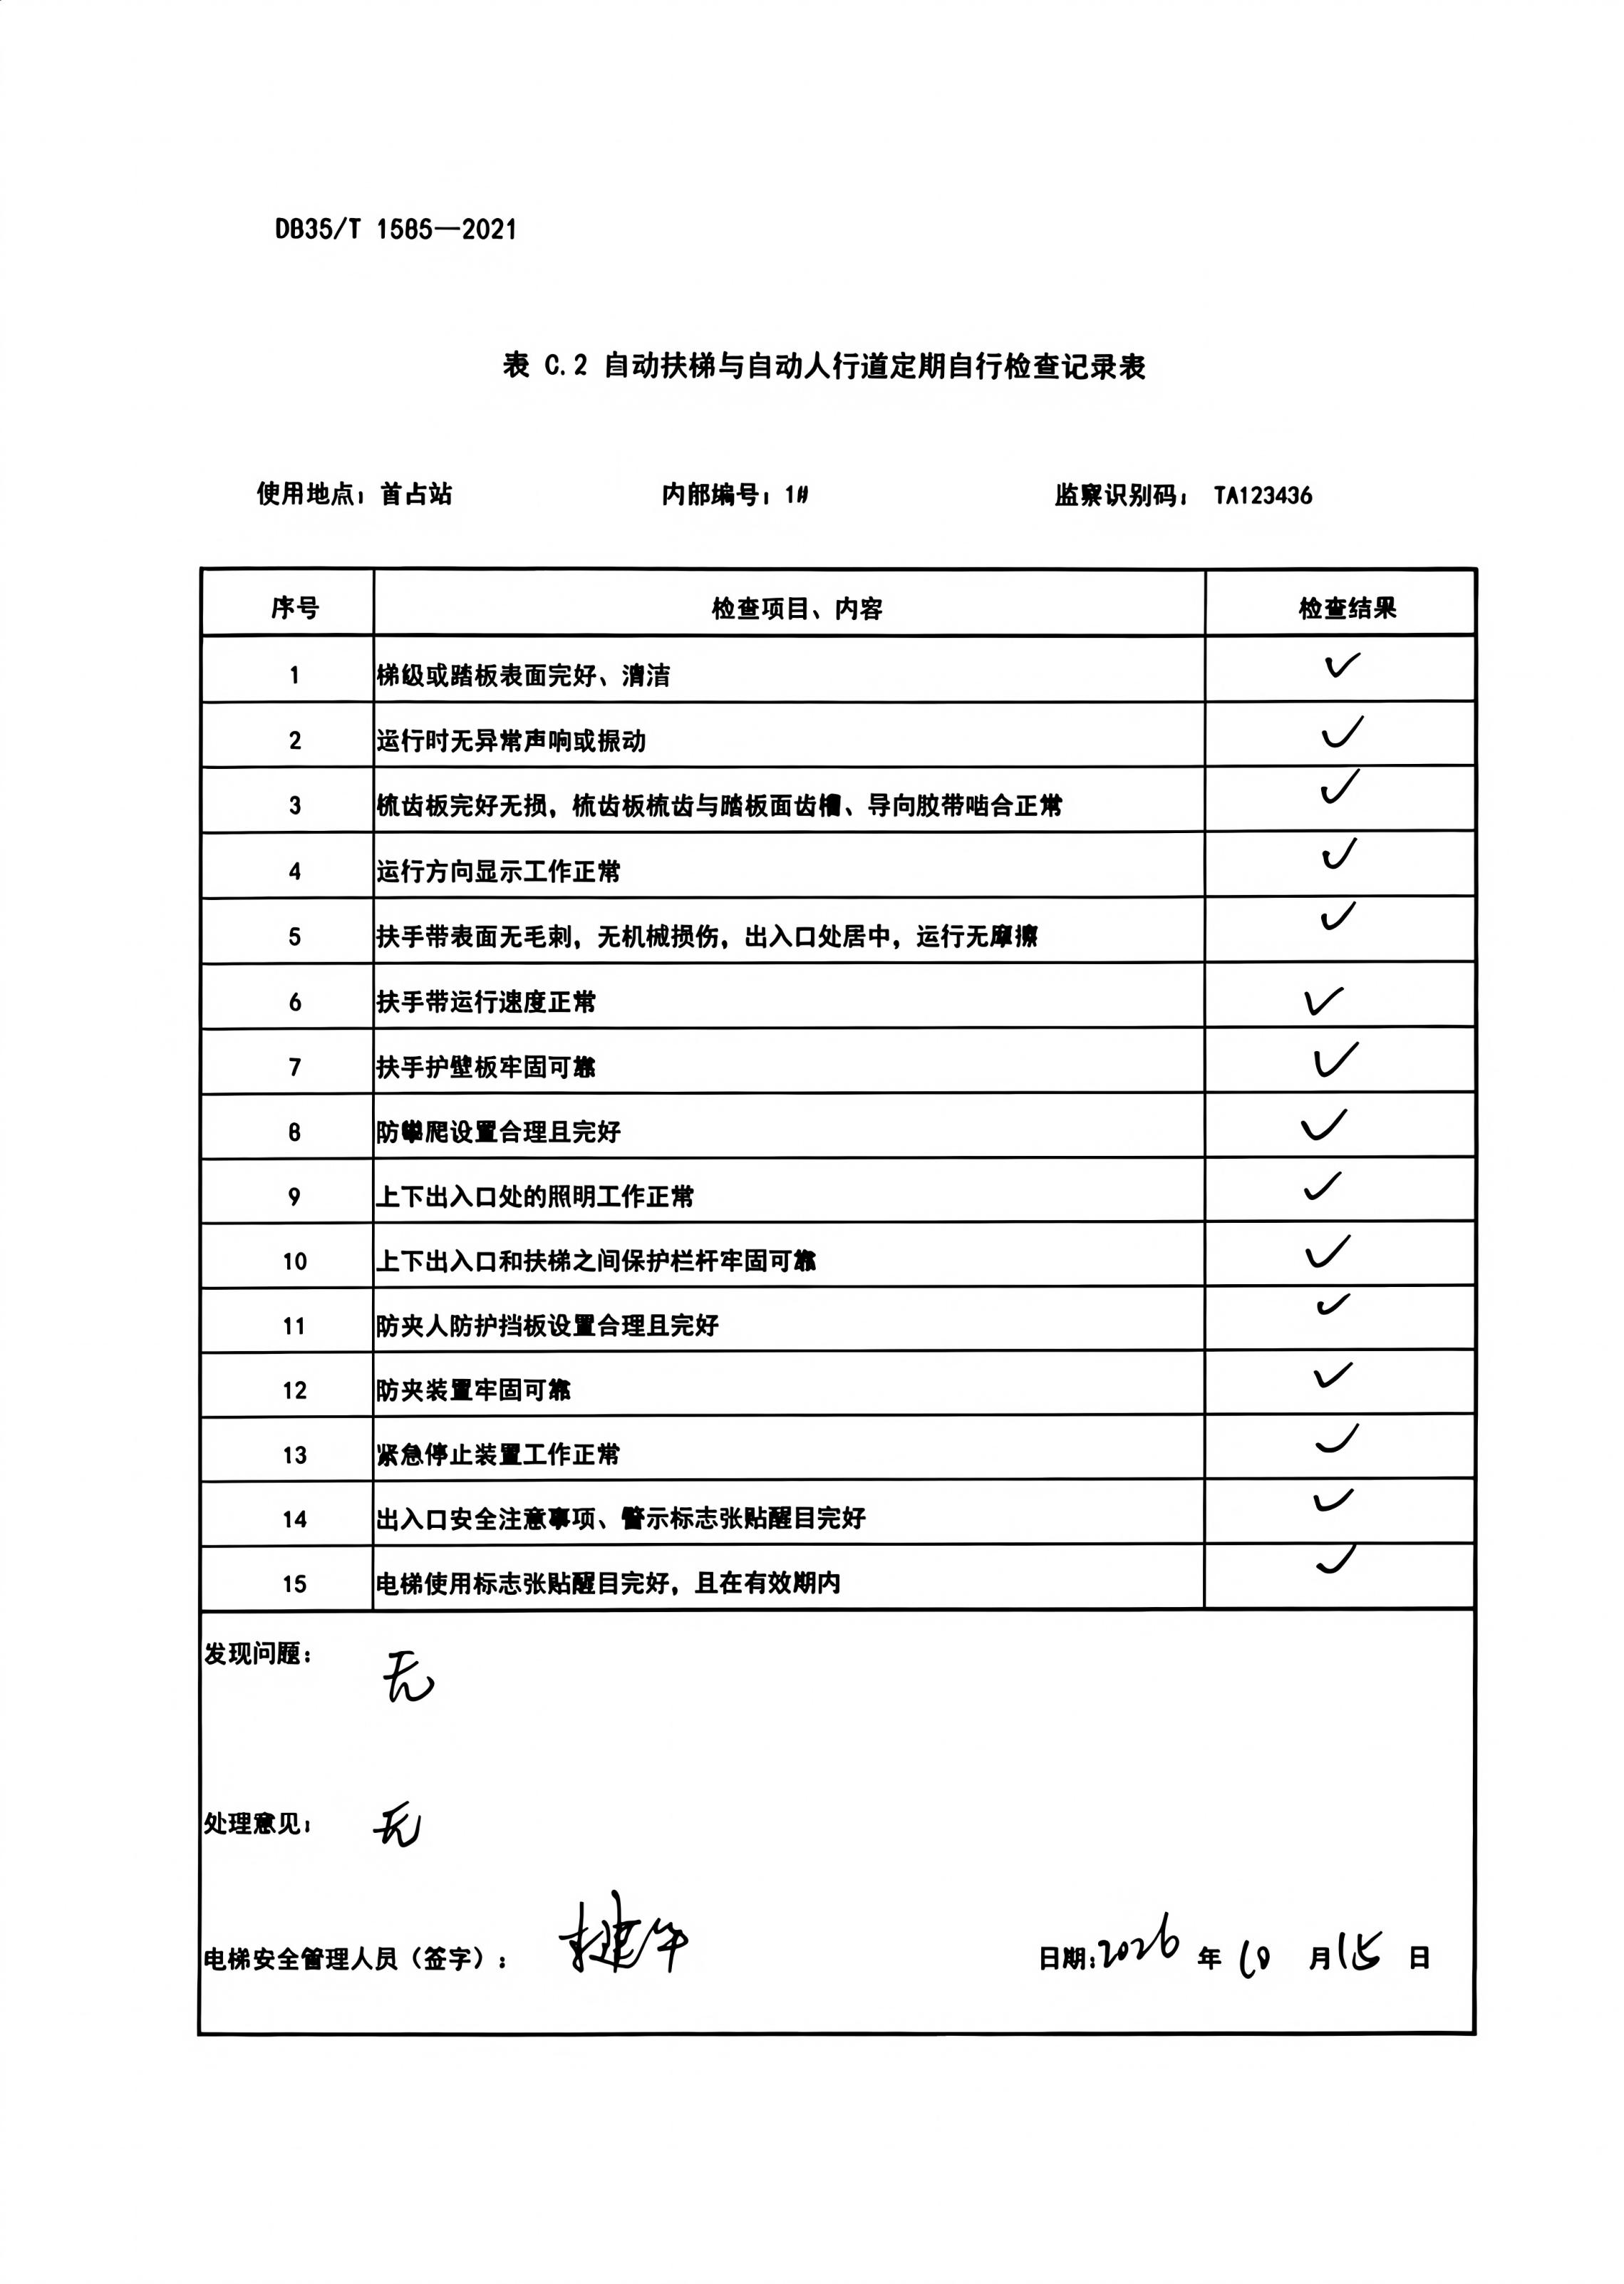 DB35/T 1585—2021
表 C.2 自动扶梯与自动人行道定期自行检查记录表
使用地点：首占站 内部编号：1# 监察识别码： TA123436
序号 检查项目、内容 检查结果
1 梯级或踏板表面完好、清洁 ✓
2 运行时无异常声响或振动 ✓
3 梳齿板完好无损，梳齿板梳齿与踏板面齿槽、导向胶带啮合正常 ✓
4 运行方向显示工作正常 ✓
5 扶手带表面无毛刺，无机械损伤，出入口处居中，运行无摩擦 ✓
6 扶手带运行速度正常 ✓
7 扶手护壁板牢固可靠 ✓
8 防攀爬设置合理且完好 ✓
9 上下出入口处的照明工作正常 ✓
10 上下出入口和扶梯之间保护栏杆牢固可靠 ✓
11 防夹人防护挡板设置合理且完好 ✓
12 防夹装置牢固可靠 ✓
13 紧急停止装置工作正常 ✓
14 出入口安全注意事项、警示标志张贴醒目完好 ✓
15 电梯使用标志张贴醒目完好，且在有效期内 ✓
发现问题： 无
处理意见： 无
电梯安全管理人员（签字）： 日期:2026 年 10 月 15 日